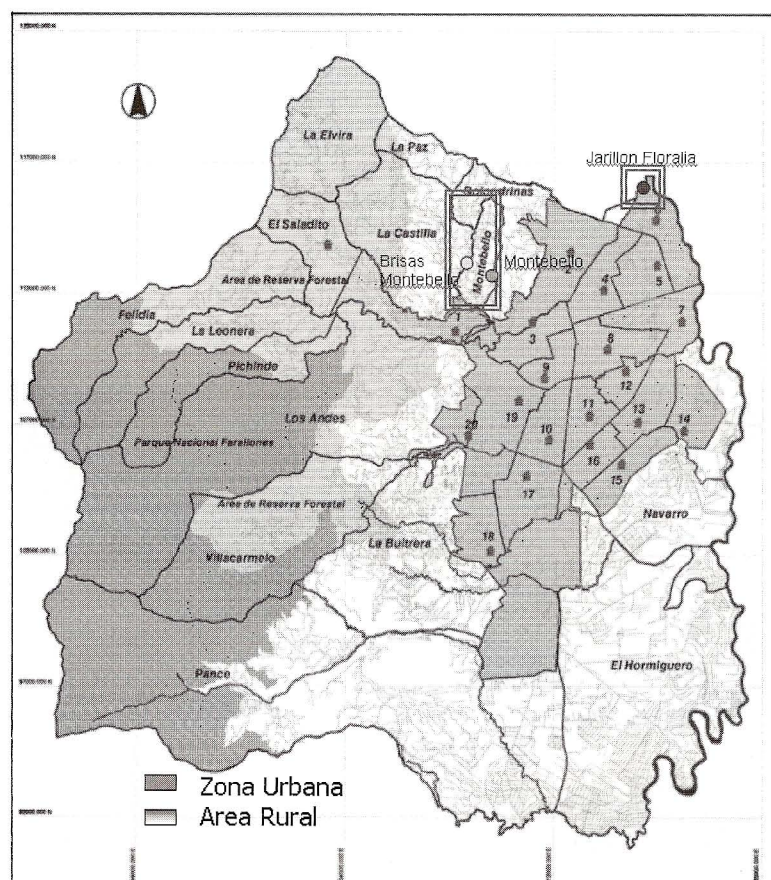 La Elvira
La Paz
Jarillon Floralia
Golondrinas
El Saladito
La Castilla
Brisas
Montebello
Montebello
Montebello
Area de Reserva Forestal
Felidia
La Leonera
Pichinde
Los Andes
Parque Nacional Farallones
Area de Reserva Forestal
Villacarmelo
La Buitrera
Navarro
Pance
El Hormiguero
1
2
3
4
5
7
8
9
12
11
13
14
19
20
10
16
15
17
18
Zona Urbana
Area Rural